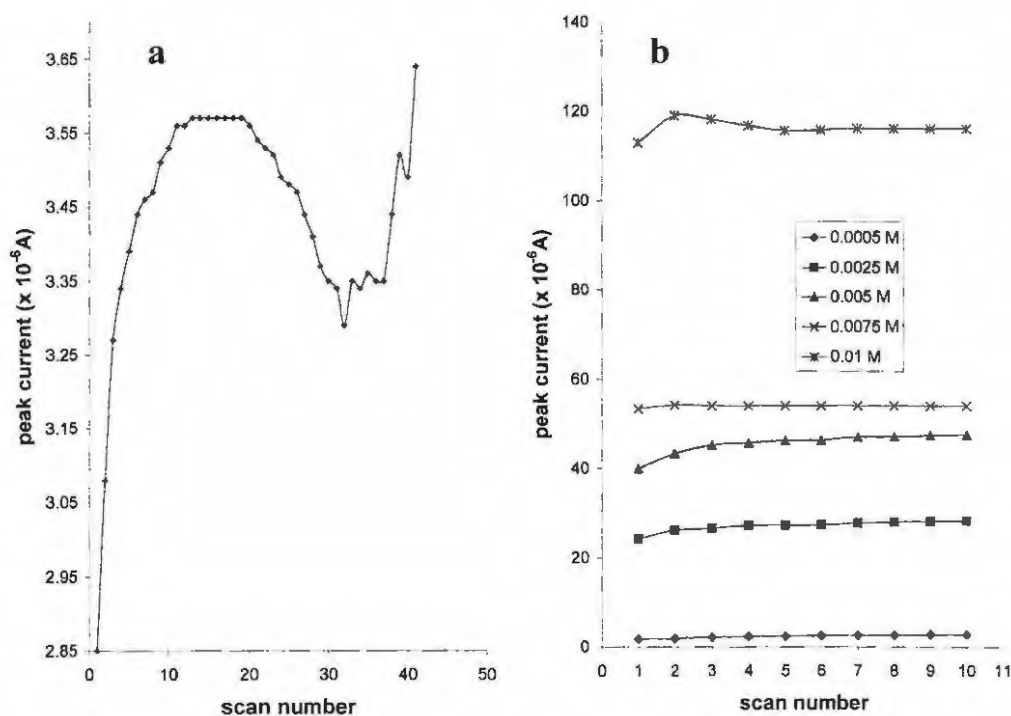 a
3.65
3.55
3.45
3.35
3.25
3.15
3.05
2.95
2.85
peak current (x 10⁻⁶A)
0 10 20 30 40 50
scan number
b
140
120
100
80
60
40
20
0
peak current (x 10⁻⁶A)
0.0005 M
0.0025 M
0.005 M
0.0075 M
0.01 M
0 1 2 3 4 5 6 7 8 9 10 11
scan number